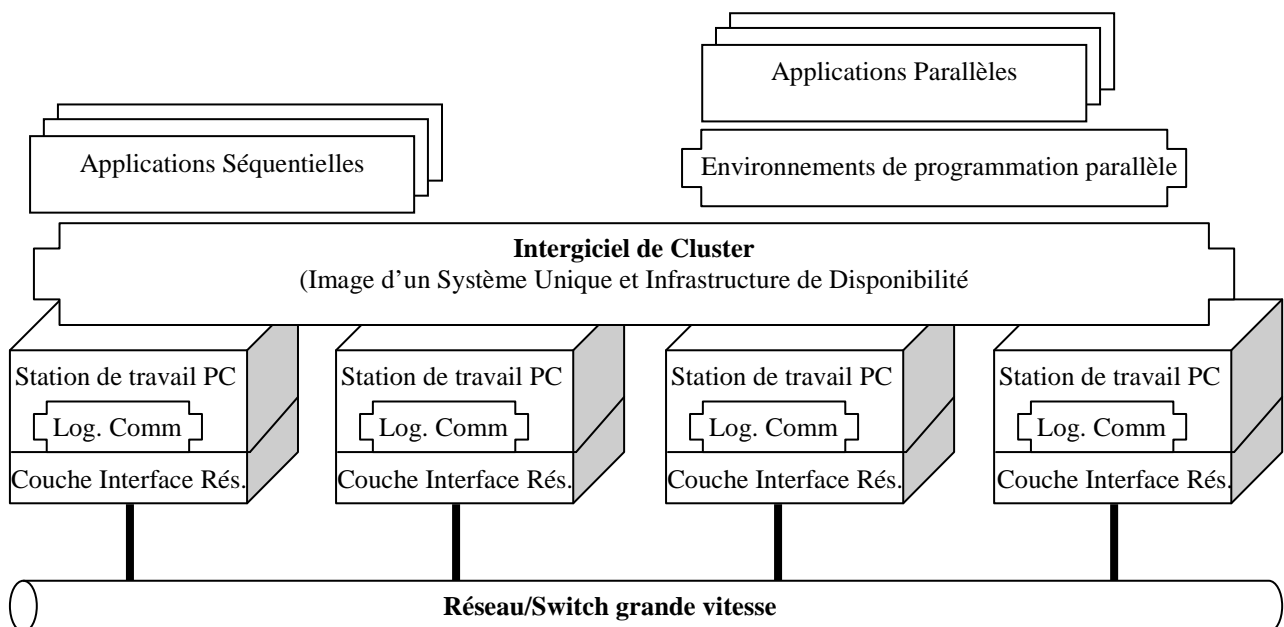 Applications Parallèles
Applications Séquentielles
Environnements de programmation parallèle
Intergiciel de Cluster
(Image d’un Système Unique et Infrastructure de Disponibilité
Station de travail PC
Station de travail PC
Station de travail PC
Station de travail PC
Log. Comm
Log. Comm
Log. Comm
Log. Comm
Couche Interface Rés.
Couche Interface Rés.
Couche Interface Rés.
Couche Interface Rés.
Réseau/Switch grande vitesse